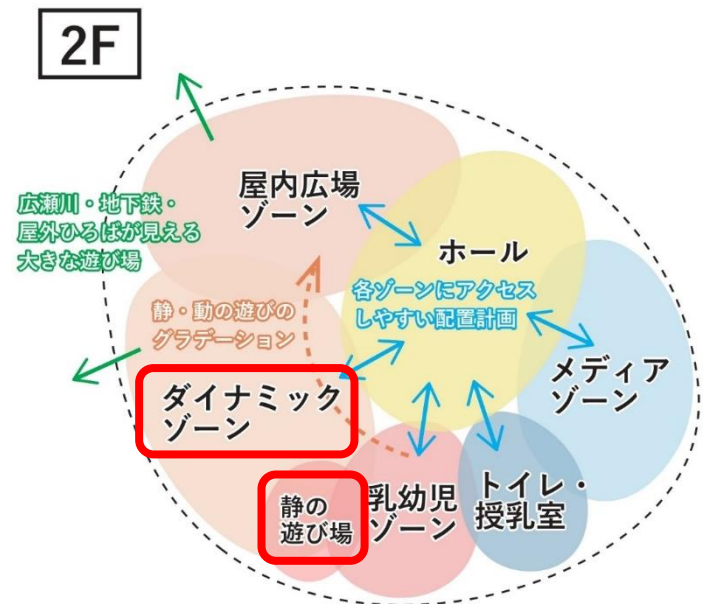 2F
広瀬川・地下鉄・
屋外ひろばが見える
大きな遊び場
屋内広場
ゾーン
ホール
各ゾーンにアクセス
しやすい配置計画
静・動の遊びの
グラデーション
ダイナミック
ゾーン
メディア
ゾーン
静の
遊び場
乳幼児
ゾーン
トイレ・
授乳室